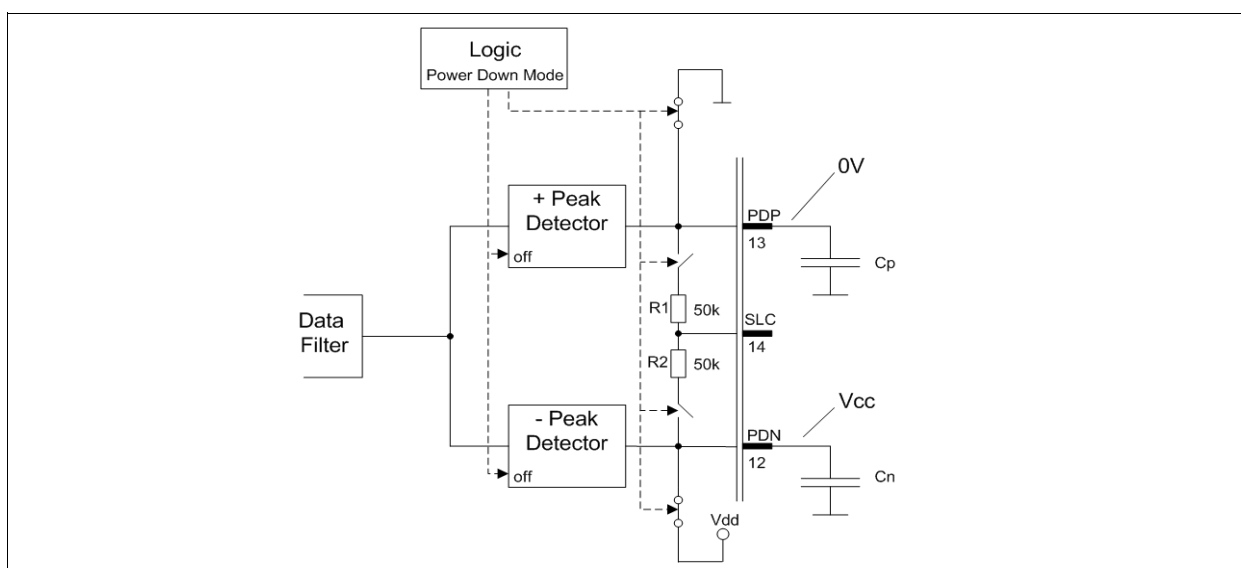 Logic
Power Down Mode
0V
+ Peak
Detector
off
PDP
13
Cp
R1
50k
SLC
14
Data
Filter
R2
50k
Vcc
- Peak
Detector
off
PDN
12
Cn
Vdd